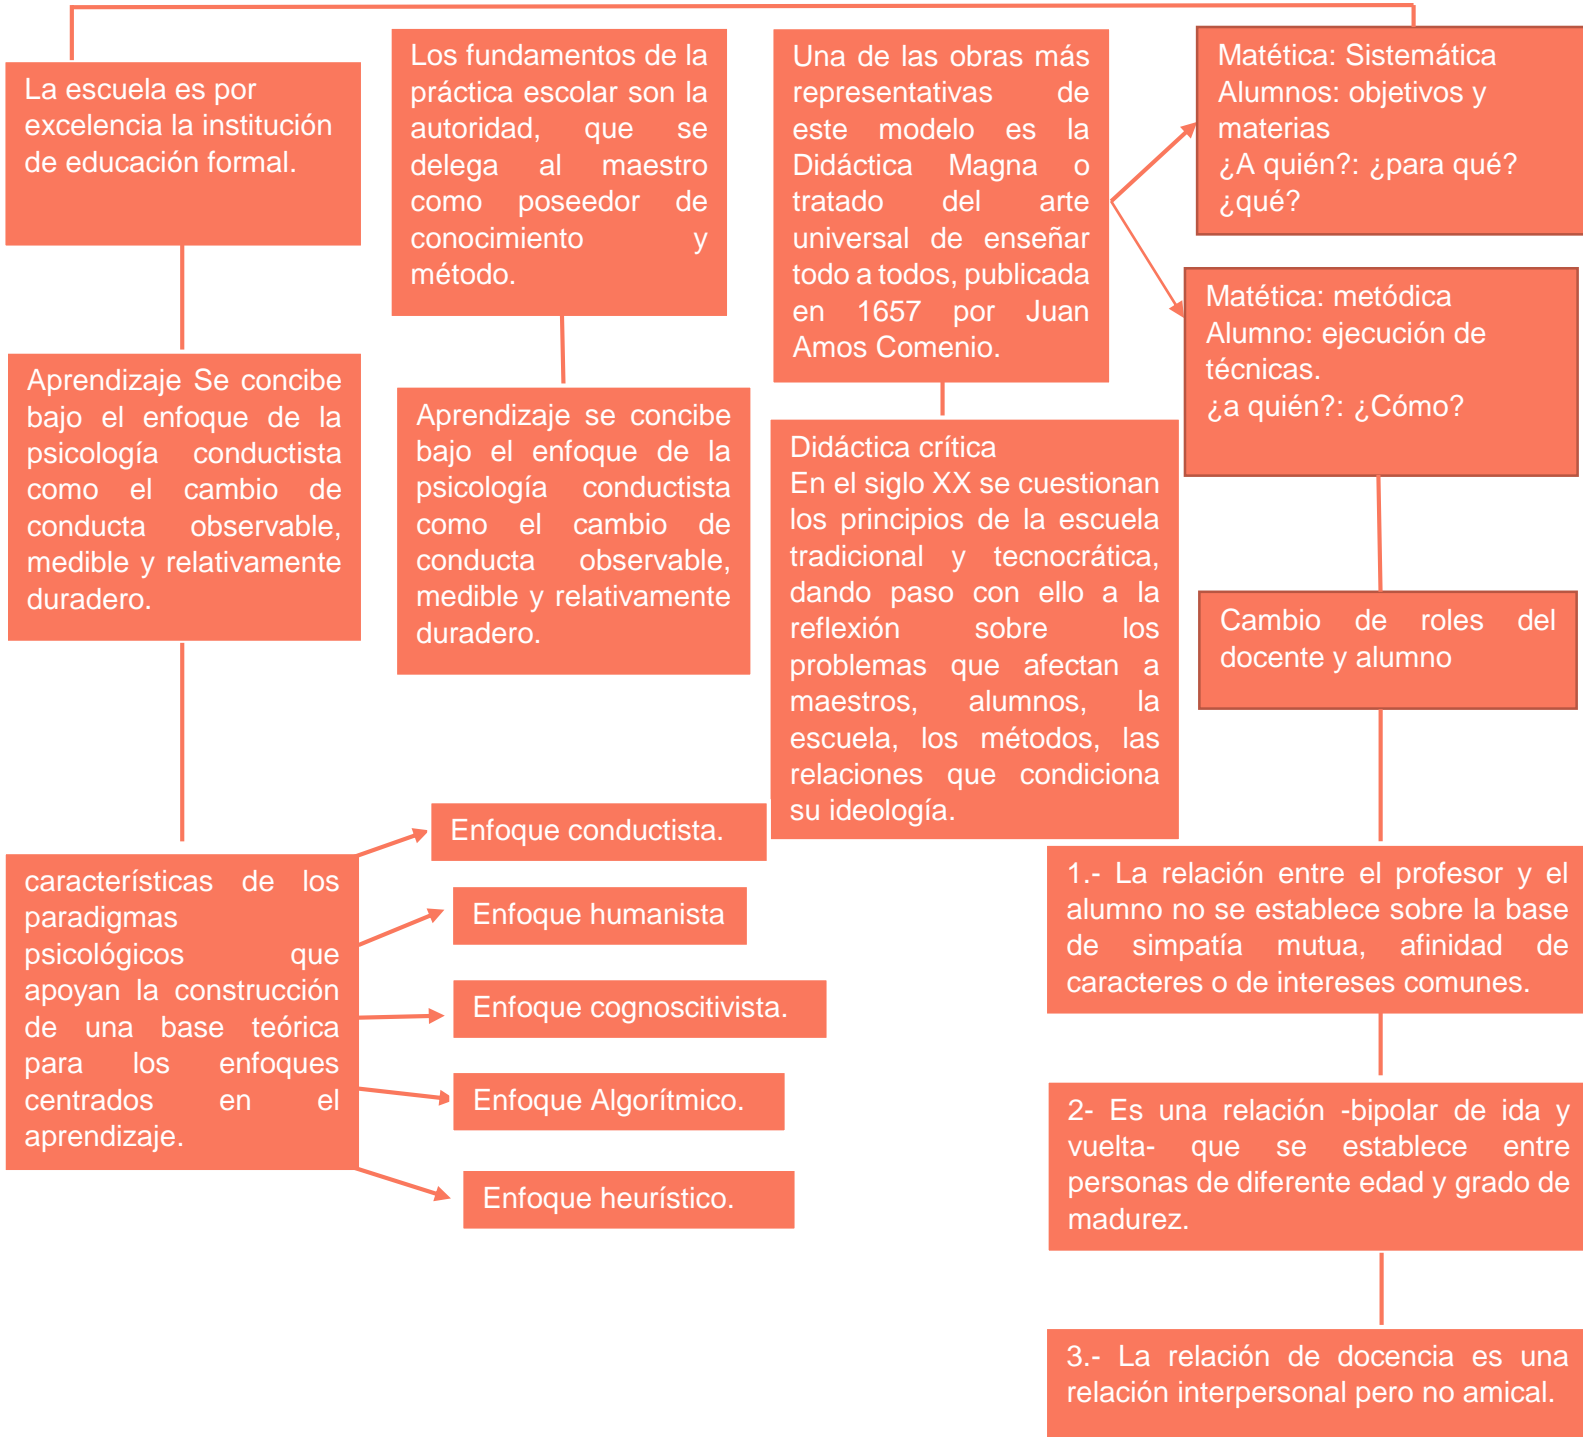 La escuela es por
excelencia la institución
de educación formal.
Los fundamentos de la
práctica escolar son la
autoridad, que se
delega al maestro
como poseedor de
conocimiento y
método.
Una de las obras más
representativas de
este modelo es la
Didáctica Magna o
tratado del arte
universal de enseñar
todo a todos, publicada
en 1657 por Juan
Amos Comenio.
Matética: Sistemática
Alumnos: objetivos y
materias
¿A quién?: ¿para qué?
¿qué?
Matética: metódica
Alumno: ejecución de
técnicas.
¿a quién?: ¿Cómo?
Aprendizaje Se concibe
bajo el enfoque de la
psicología conductista
como el cambio de
conducta observable,
medible y relativamente
duradero.
Aprendizaje se concibe
bajo el enfoque de la
psicología conductista
como el cambio de
conducta observable,
medible y relativamente
duradero.
Didáctica crítica
En el siglo XX se cuestionan
los principios de la escuela
tradicional y tecnocrática,
dando paso con ello a la
reflexión sobre los
problemas que afectan a
maestros, alumnos, la
escuela, los métodos, las
relaciones que condiciona
su ideología.
Cambio de roles del
docente y alumno
características de los
paradigmas
psicológicos que
apoyan la construcción
de una base teórica
para los enfoques
centrados en el
aprendizaje.
Enfoque conductista.
Enfoque humanista
Enfoque cognoscitivista.
Enfoque Algorítmico.
Enfoque heurístico.
1.- La relación entre el profesor y el
alumno no se establece sobre la base
de simpatía mutua, afinidad de
caracteres o de intereses comunes.
2- Es una relación -bipolar de ida y
vuelta- que se establece entre
personas de diferente edad y grado de
madurez.
3.- La relación de docencia es una
relación interpersonal pero no amical.